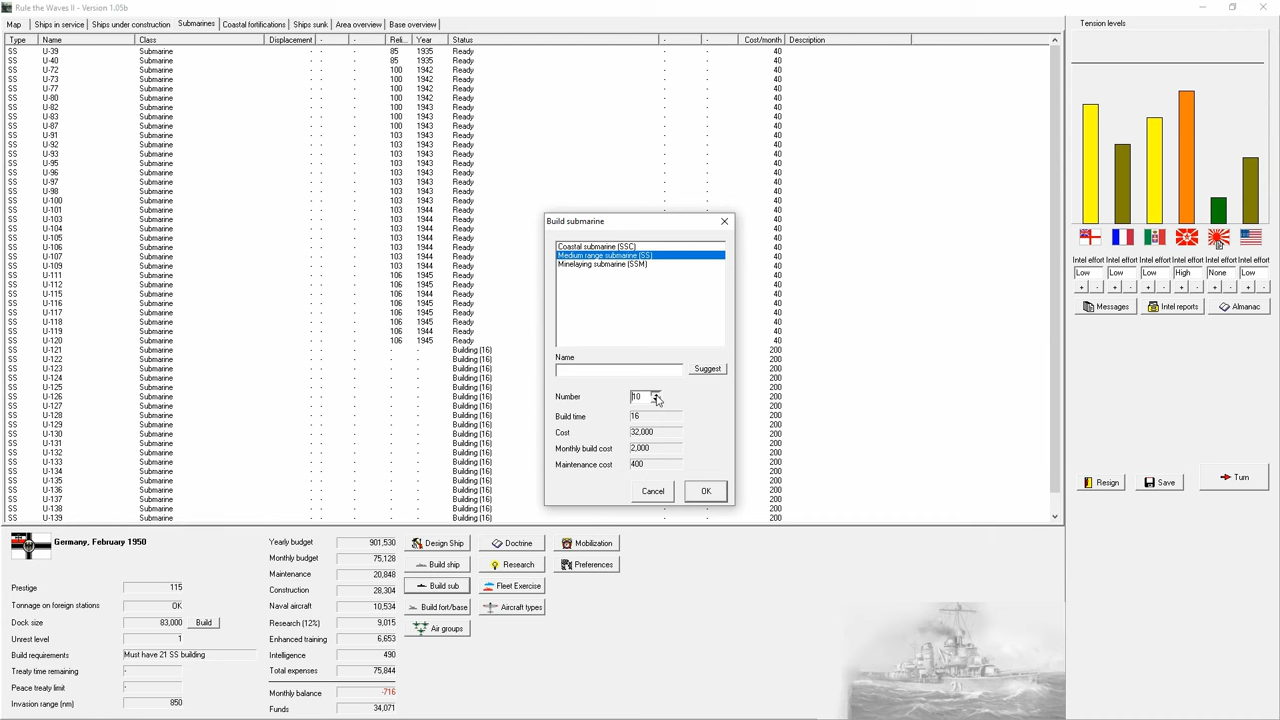 Rule the Waves II - Version 1.05b
Map Ships in service Ships under construction Submarines Coastal fortifications Ships sunk Area overview Base overview
Type Name Class Displacement - - Reli... Year Status - - Cost/month Description
SS U-39 Submarine - - - 85 1935 Ready - - 40
SS U-40 Submarine - - - 85 1935 Ready - - 40
SS U-72 Submarine - - - 100 1942 Ready - - 40
SS U-73 Submarine - - - 100 1942 Ready - - 40
SS U-77 Submarine - - - 100 1942 Ready - - 40
SS U-80 Submarine - - - 100 1942 Ready - - 40
SS U-82 Submarine - - - 100 1943 Ready - - 40
SS U-83 Submarine - - - 100 1943 Ready - - 40
SS U-87 Submarine - - - 100 1943 Ready - - 40
SS U-91 Submarine - - - 103 1943 Ready - - 40
SS U-92 Submarine - - - 103 1943 Ready - - 40
SS U-93 Submarine - - - 103 1943 Ready - - 40
SS U-95 Submarine - - - 103 1943 Ready - - 40
SS U-96 Submarine - - - 103 1943 Ready - - 40
SS U-97 Submarine - - - 103 1943 Ready - - 40
SS U-98 Submarine - - - 103 1943 Ready - - 40
SS U-100 Submarine - - - 103 1943 Ready - - 40
SS U-101 Submarine - - - 103 1944 Ready - - 40
SS U-103 Submarine - - - 103 1944 Ready - - 40
SS U-104 Submarine - - - 103 1944 Ready - - 40
SS U-105 Submarine - - - 103 1944 Ready - - 40
SS U-106 Submarine - - - 103 1944 Ready - - 40
SS U-107 Submarine - - - 103 1944 Ready - - 40
SS U-109 Submarine - - - 103 1944 Ready - - 40
SS U-111 Submarine - - - 106 1945 Ready - - 40
SS U-112 Submarine - - - 106 1945 Ready - - 40
SS U-115 Submarine - - - 106 1944 Ready - - 40
SS U-116 Submarine - - - 106 1945 Ready - - 40
SS U-117 Submarine - - - 106 1945 Ready - - 40
SS U-118 Submarine - - - 106 1945 Ready - - 40
SS U-119 Submarine - - - 106 1944 Ready - - 40
SS U-120 Submarine - - - 106 1945 Ready - - 40
SS U-121 Submarine - - - - - Building (16) - - 200
SS U-122 Submarine - - - - - Building (16) - - 200
SS U-123 Submarine - - - - - Building (16) - - 200
SS U-124 Submarine - - - - - Building (16) - - 200
SS U-125 Submarine - - - - - Building (16) - - 200
SS U-126 Submarine - - - - - Building (16) - - 200
SS U-127 Submarine - - - - - Building (16) - - 200
SS U-128 Submarine - - - - - Building (16) - - 200
SS U-129 Submarine - - - - - Building (16) - - 200
SS U-130 Submarine - - - - - Building (16) - - 200
SS U-131 Submarine - - - - - Building (16) - - 200
SS U-132 Submarine - - - - - Building (16) - - 200
SS U-133 Submarine - - - - - Building (16) - - 200
SS U-134 Submarine - - - - - Building (16) - - 200
SS U-135 Submarine - - - - - Building (16) - - 200
SS U-136 Submarine - - - - - Building (16) - - 200
SS U-137 Submarine - - - - - Building (16) - - 200
SS U-138 Submarine - - - - - Building (16) - - 200
SS U-139 Submarine - - - - - Building (16) - - 200
Build submarine
Coastal submarine (SSC)
Medium range submarine (SS)
Minelaying submarine (SSM)
Name
Suggest
Number 10
Build time 16
Cost 32,000
Monthly build cost 2,000
Maintenance cost 400
Cancel OK
Tension levels
Intel effort Intel effort Intel effort Intel effort Intel effort Intel effort
Low Low Low High None Low
+ - + - + - + - + - + -
Messages Intel reports Almanac
Resign Save Turn
Germany, February 1950
Prestige 115
Tonnage on foreign stations OK
Dock size 83,000 Build
Unrest level 1
Build requirements Must have 21 SS building
Treaty time remaining -
Peace treaty limit -
Invasion range (nm) 850
Yearly budget 901,530
Monthly budget 75,128
Maintenance 20,848
Construction 28,304
Naval aircraft 10,534
Research (12%) 9,015
Enhanced training 6,653
Intelligence 490
Total expenses 75,844
Monthly balance -716
Funds 34,071
Design Ship Doctrine Mobilization
Build ship Research Preferences
Build sub Fleet Exercise
Build fort/base Aircraft types
Air groups